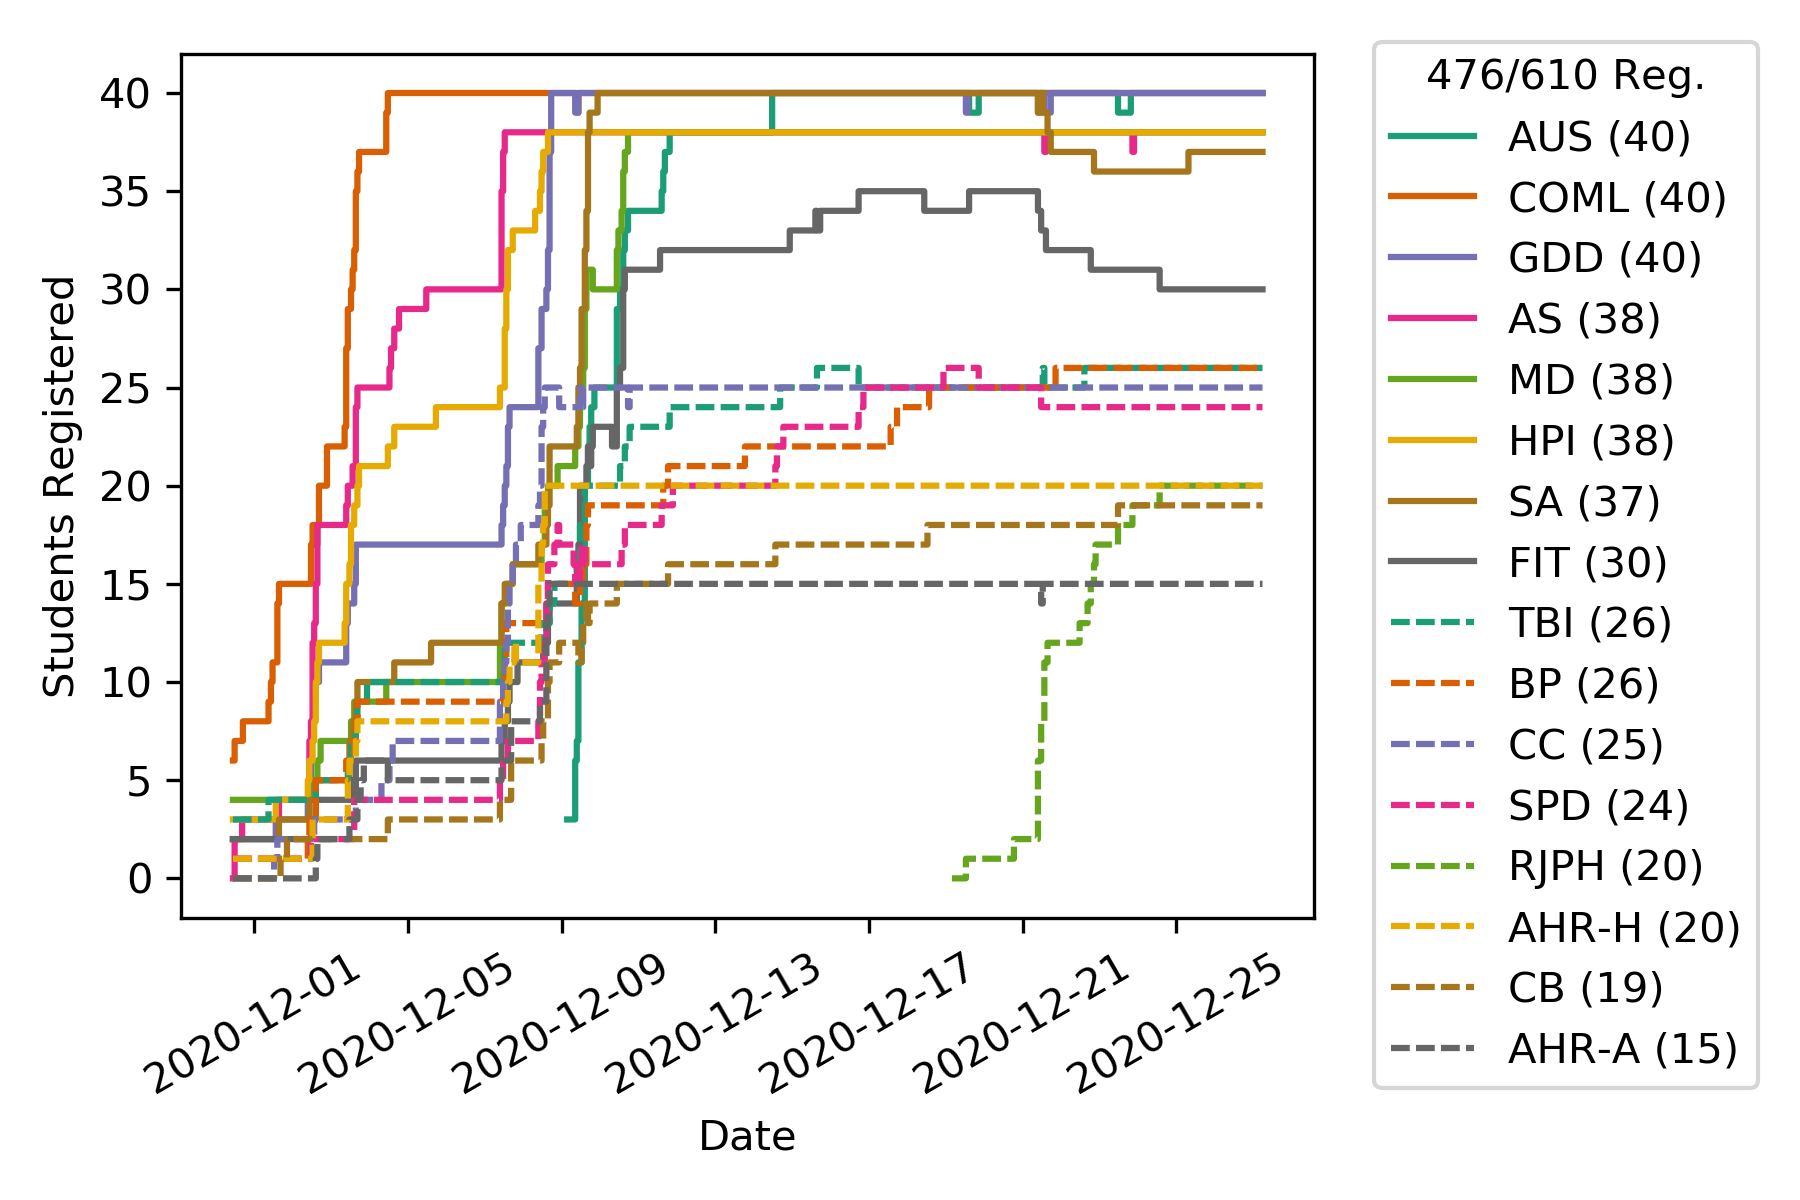 476/610 Reg.
AUS (40)
COML (40)
GDD (40)
AS (38)
MD (38)
HPI (38)
SA (37)
FIT (30)
TBI (26)
BP (26)
CC (25)
SPD (24)
RJPH (20)
AHR-H (20)
CB (19)
AHR-A (15)
Students Registered
40
35
30
25
20
15
10
5
0
2020-12-01
2020-12-05
2020-12-09
2020-12-13
2020-12-17
2020-12-21
2020-12-25
Date